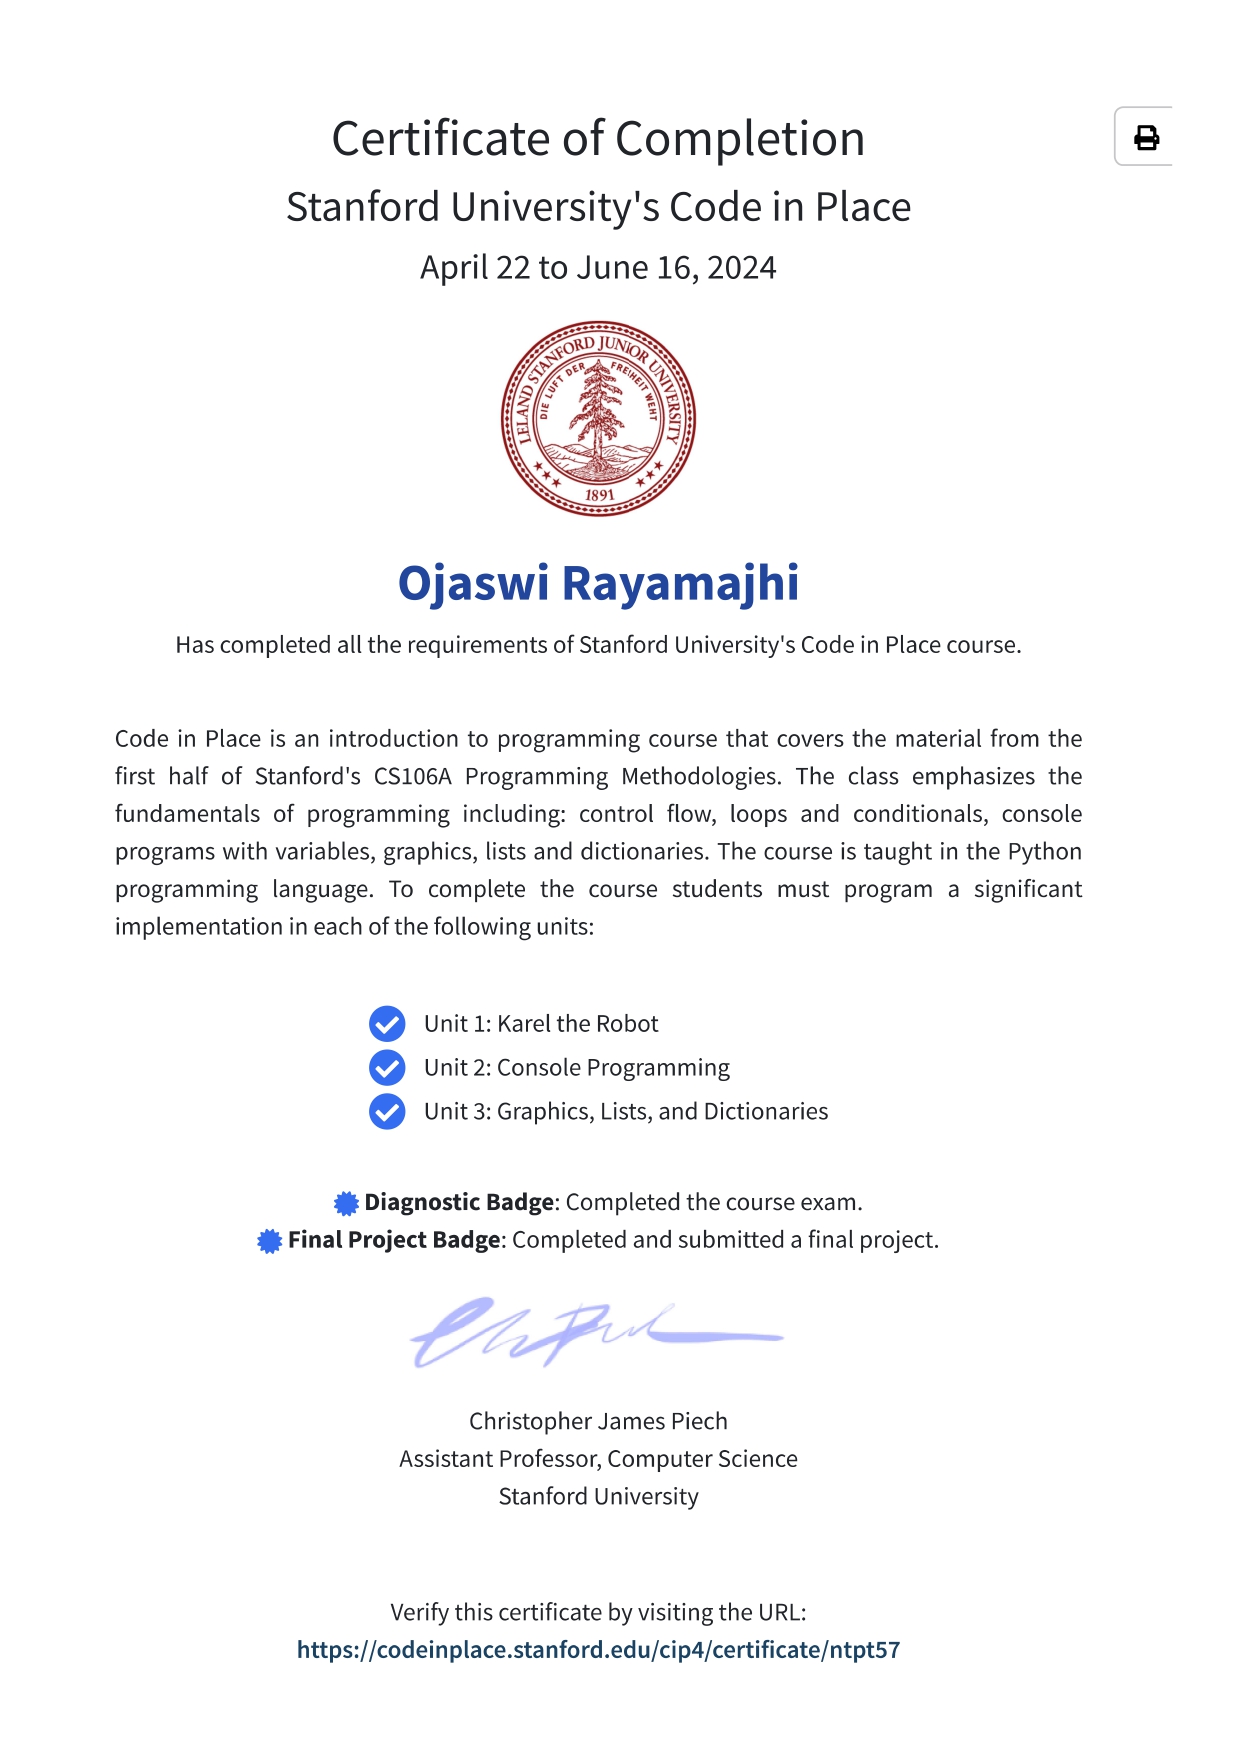 Certificate of Completion
Stanford University's Code in Place
April 22 to June 16, 2024
LELAND STANFORD JUNIOR UNIVERSITY
DIE LUFT DER FREIHEIT WEHT
1891
Ojaswi Rayamajhi
Has completed all the requirements of Stanford University's Code in Place course.
Code in Place is an introduction to programming course that covers the material from the
first half of Stanford's CS106A Programming Methodologies. The class emphasizes the
fundamentals of programming including: control flow, loops and conditionals, console
programs with variables, graphics, lists and dictionaries. The course is taught in the Python
programming language. To complete the course students must program a significant
implementation in each of the following units:
Unit 1: Karel the Robot
Unit 2: Console Programming
Unit 3: Graphics, Lists, and Dictionaries
Diagnostic Badge: Completed the course exam.
Final Project Badge: Completed and submitted a final project.
Christopher James Piech
Assistant Professor, Computer Science
Stanford University
Verify this certificate by visiting the URL:
https://codeinplace.stanford.edu/cip4/certificate/ntpt57